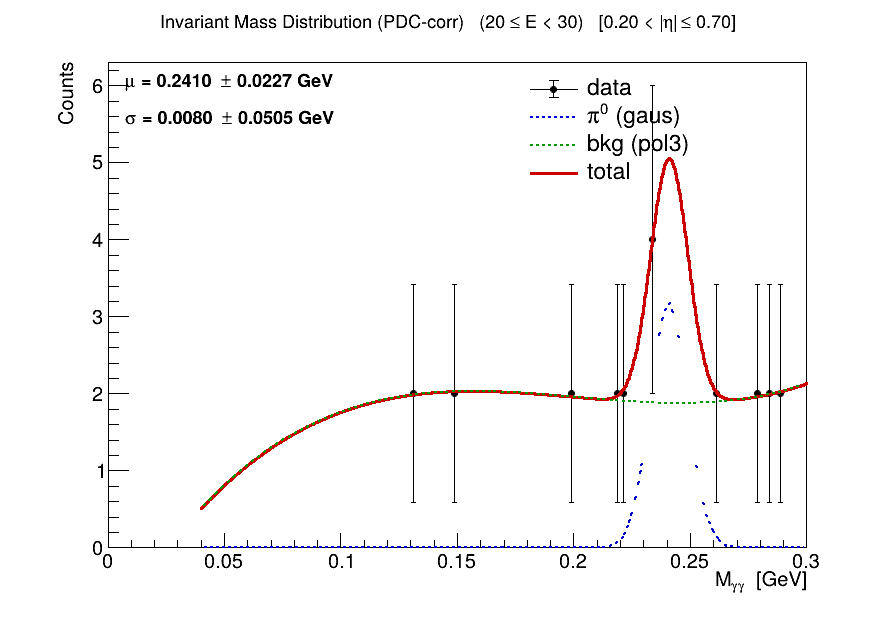 Invariant Mass Distribution (PDC-corr) (20 ≤ E < 30) [0.20 < |η| ≤ 0.70]
Counts
μ = 0.2410 ± 0.0227 GeV
σ = 0.0080 ± 0.0505 GeV
data
π⁰ (gaus)
bkg (pol3)
total
6
5
4
3
2
1
0
0 0.05 0.1 0.15 0.2 0.25 0.3
M_γγ [GeV]